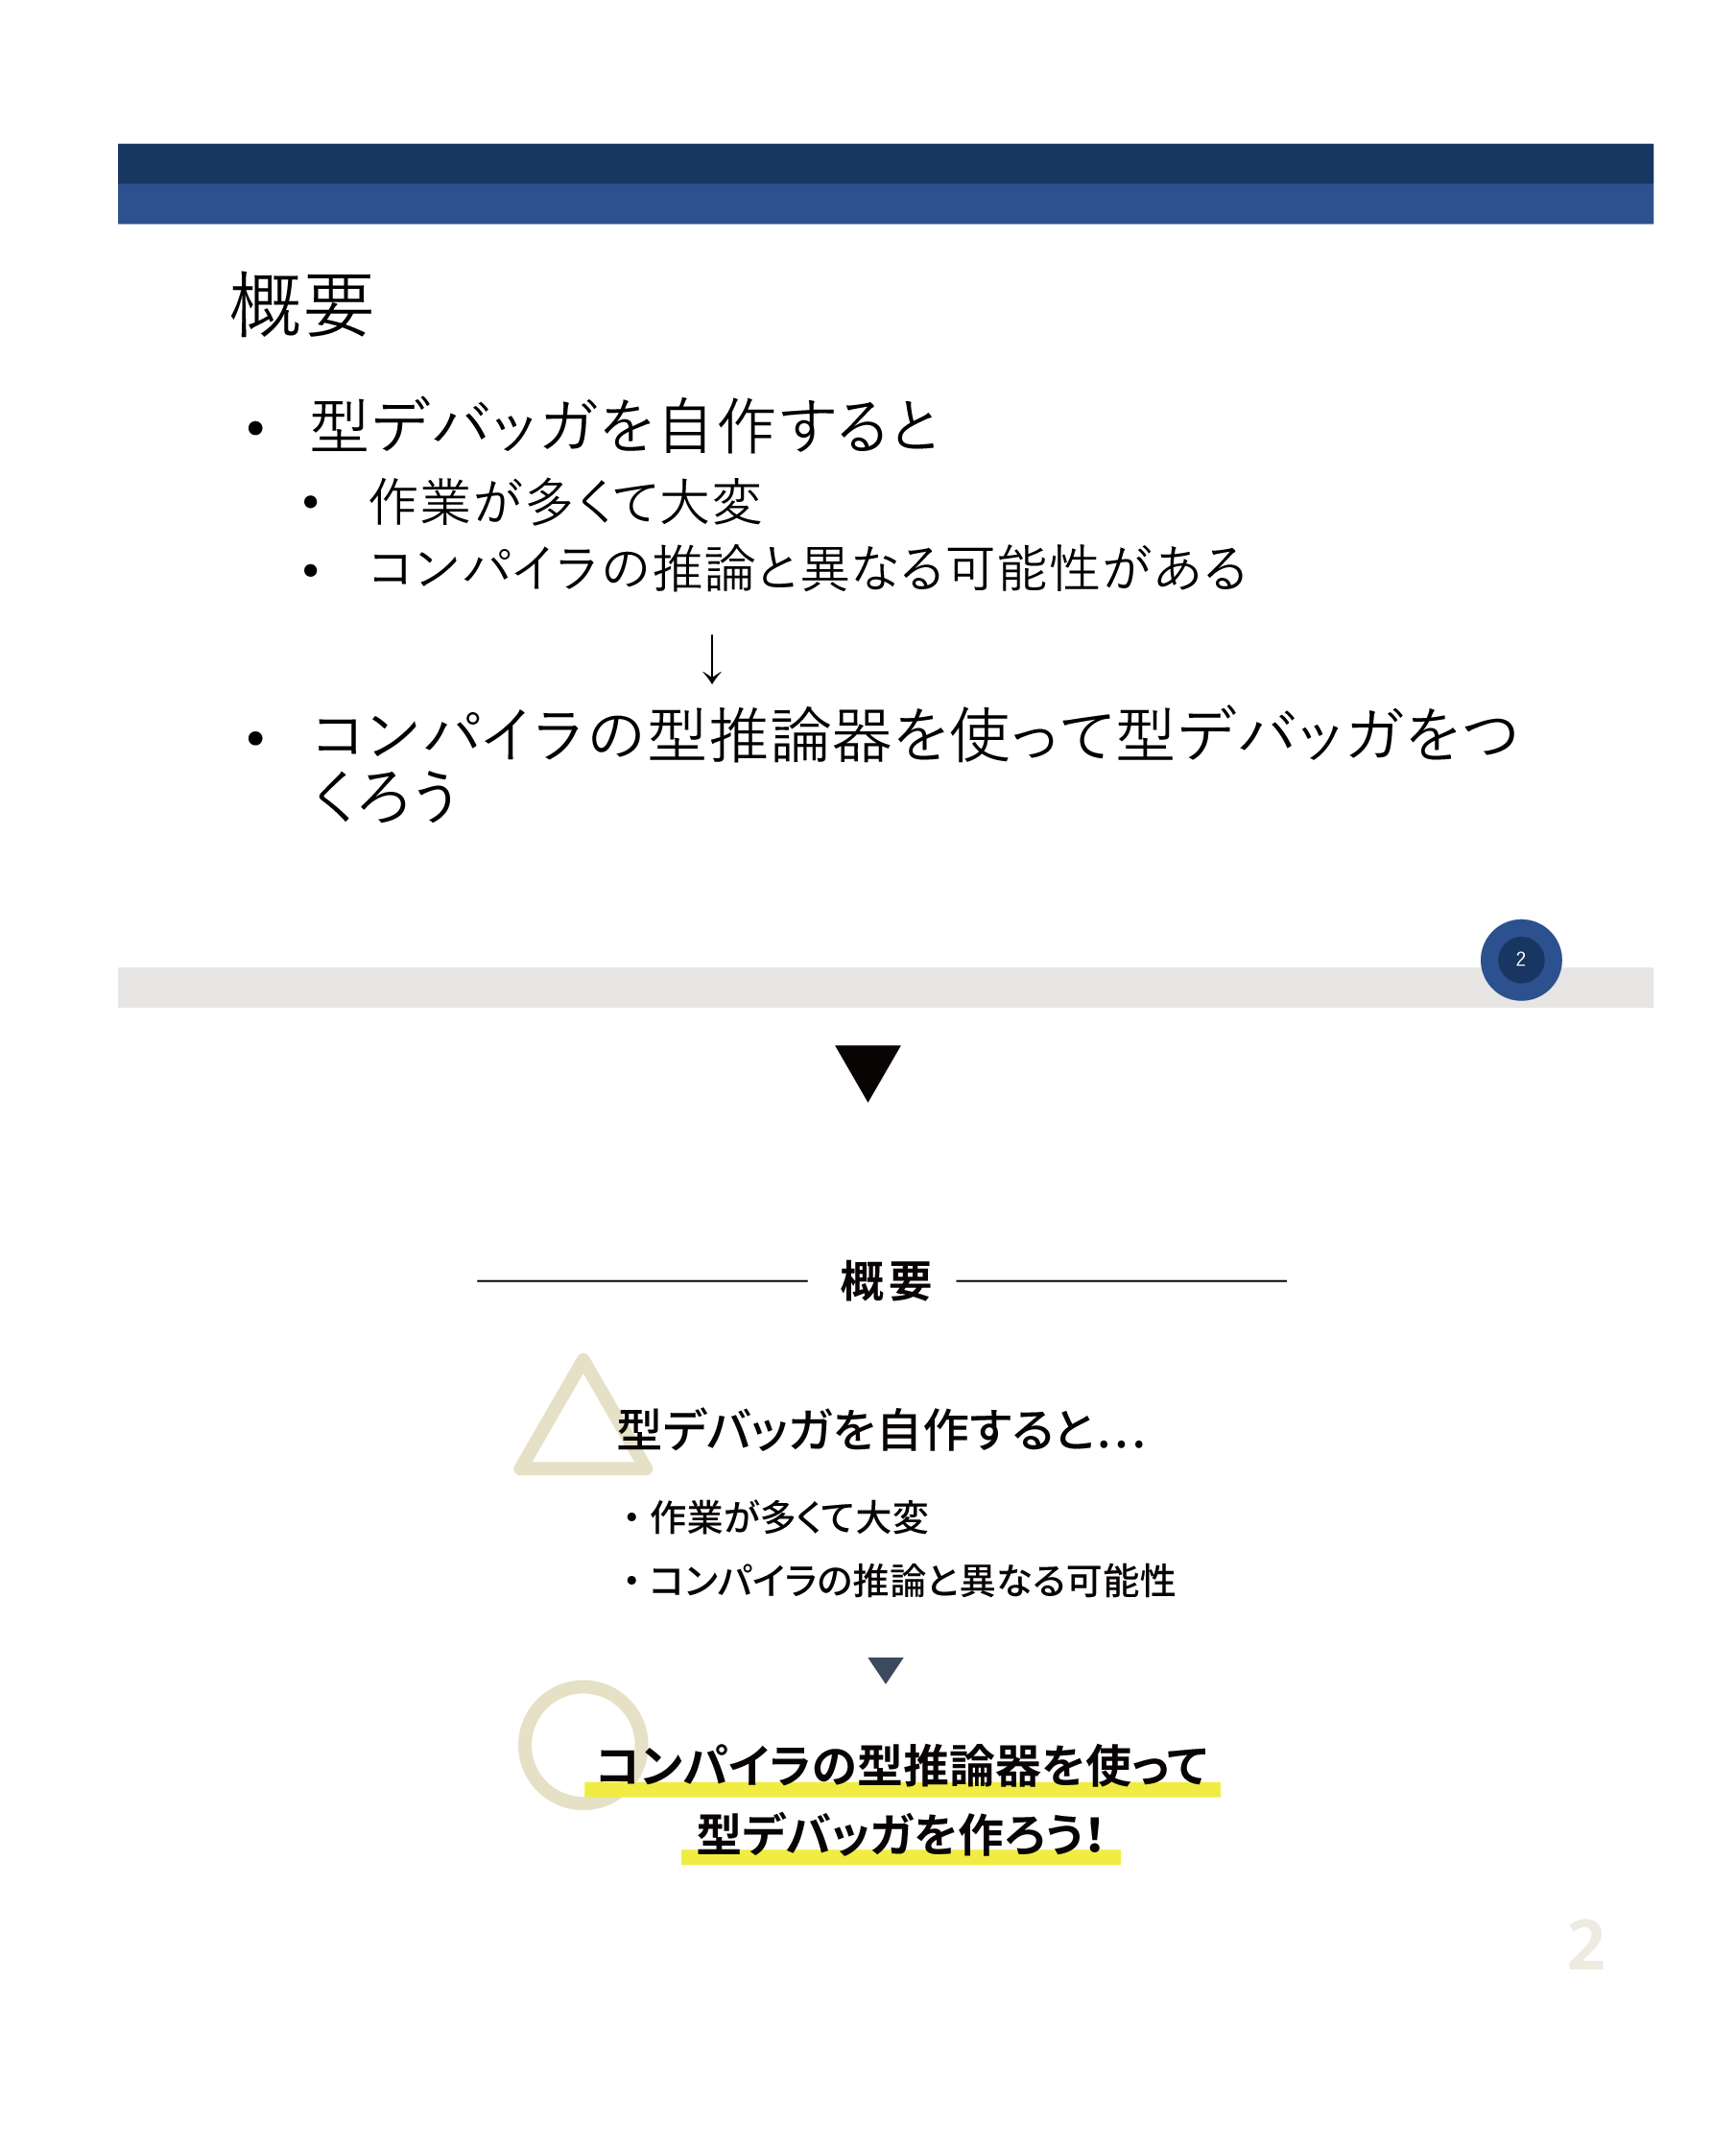 概要
• 型デバッガを自作すると
• 作業が多くて大変
• コンパイラの推論と異なる可能性がある
↓
• コンパイラの型推論器を使って型デバッガをつ
くろう
2
概要
型デバッガを自作すると…
・作業が多くて大変
・コンパイラの推論と異なる可能性
コンパイラの型推論器を使って
型デバッガを作ろう!
2